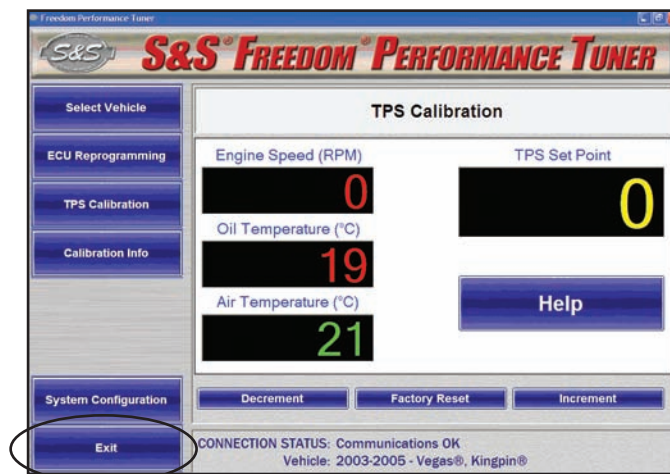 Freedom Performance Tuner
S&S® S&S® FREEDOM® PERFORMANCE TUNER
Select Vehicle
ECU Reprogramming
TPS Calibration
Calibration Info
System Configuration
Exit
TPS Calibration
Engine Speed (RPM)
0
Oil Temperature (°C)
19
Air Temperature (°C)
21
TPS Set Point
0
Help
Decrement Factory Reset Increment
CONNECTION STATUS: Communications OK
Vehicle: 2003-2005 - Vegas®, Kingpin®